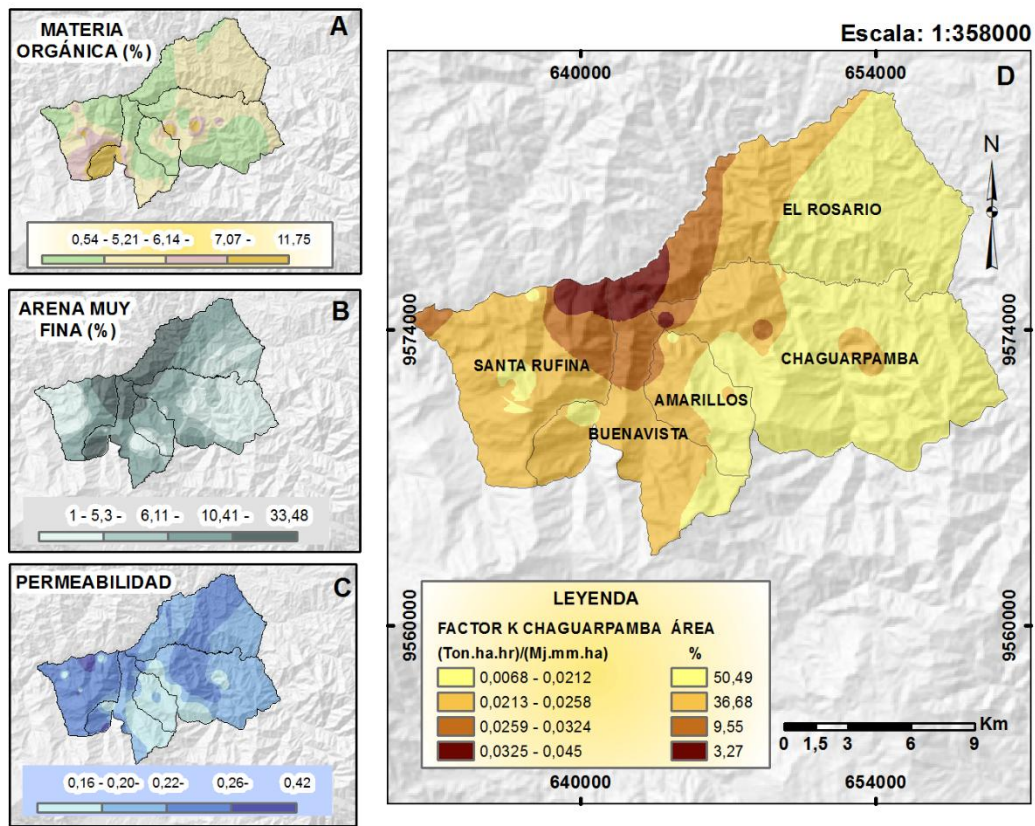 MATERIA
ORGÁNICA (%)
A
0,54 - 5,21 - 6,14 - 7,07 - 11,75
ARENA MUY
FINA (%)
B
1 - 5,3 - 6,11 - 10,41 - 33,48
PERMEABILIDAD
C
0,16 - 0,20- 0,22- 0,26- 0,42
Escala: 1:358000
640000 654000
D
N
EL ROSARIO
9574000 9574000
SANTA RUFINA
CHAGUARPAMBA
AMARILLOS
BUENAVISTA
9560000 9560000
LEYENDA
FACTOR K CHAGUARPAMBA ÁREA
(Ton.ha.hr)/(Mj.mm.ha) %
0,0068 - 0,0212 50,49
0,0213 - 0,0258 36,68
0,0259 - 0,0324 9,55
0,0325 - 0,045 3,27
Km
0 1,5 3 6 9
640000 654000